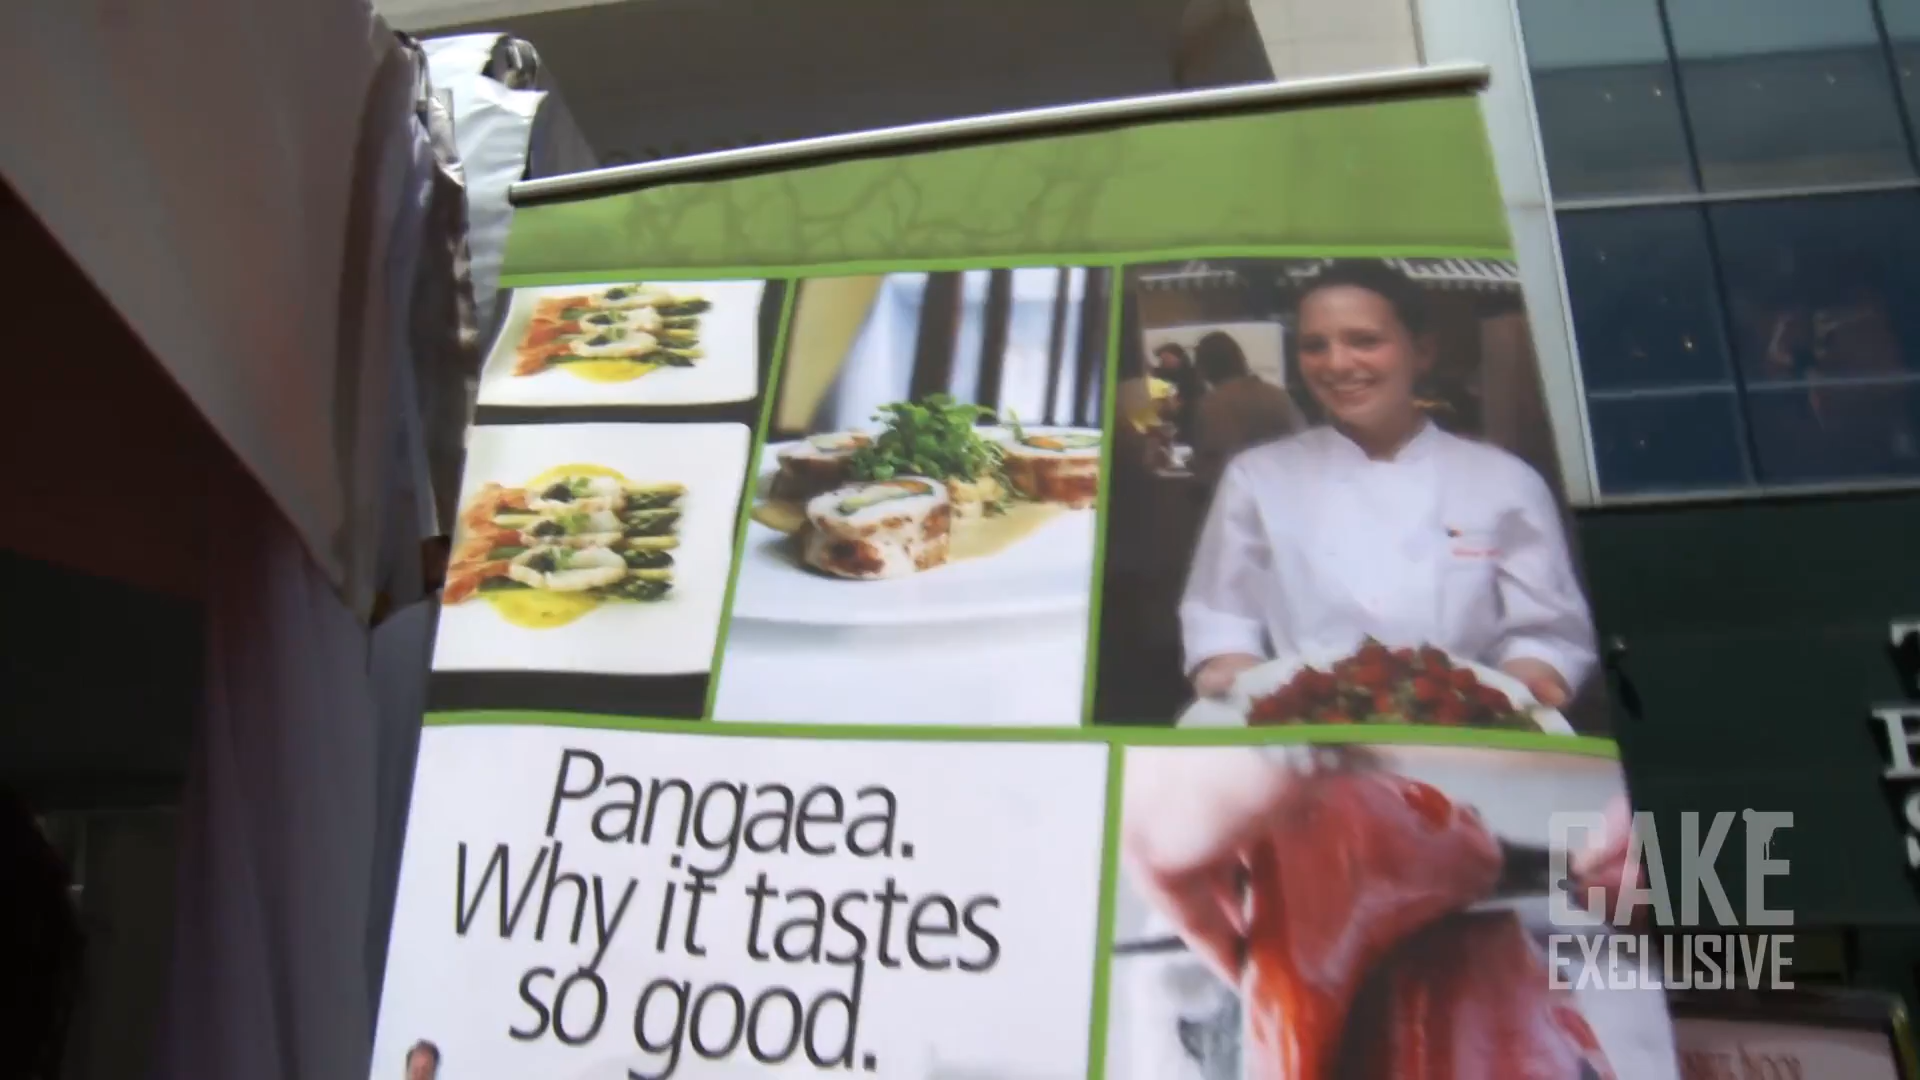 Pangaea.
Why it tastes
so good.
CAKE
EXCLUSIVE